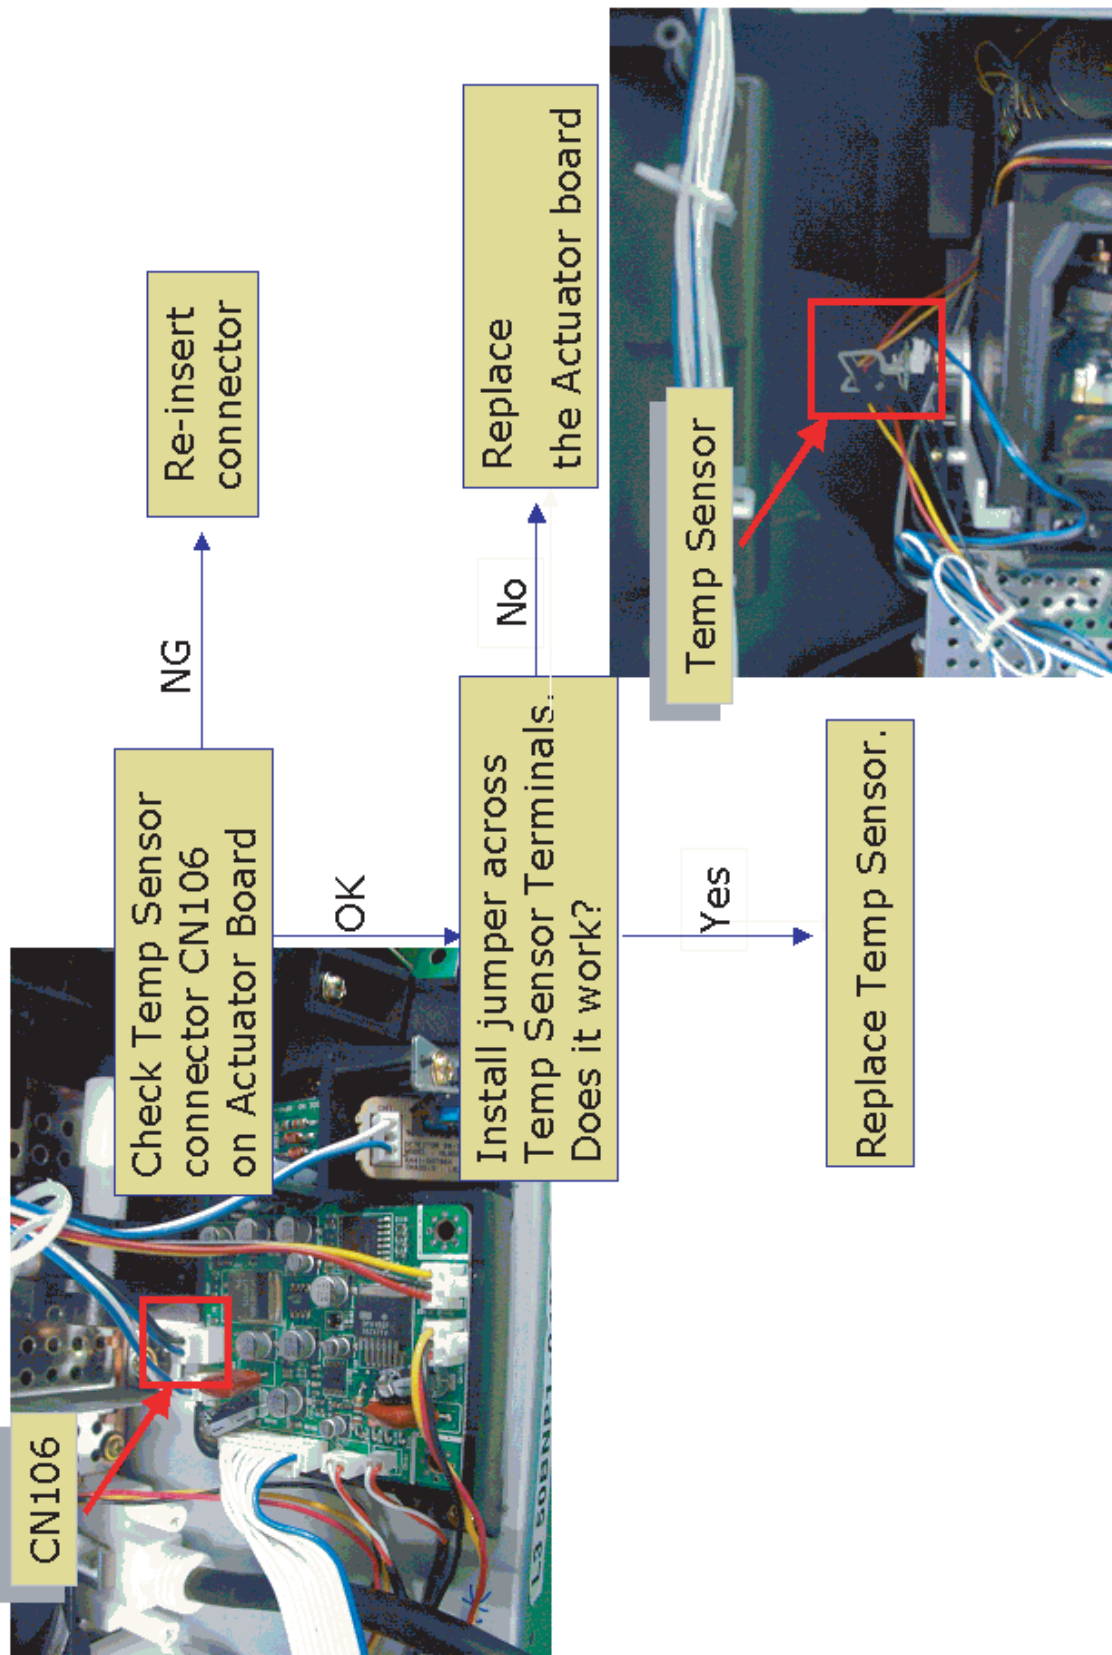 CN106
Check Temp Sensor
connector CN106
on Actuator Board
NG
Re-insert
connector
OK
Install jumper across
Temp Sensor Terminals.
Does it work?
No
Replace
the Actuator board
Yes
Replace Temp Sensor.
Temp Sensor